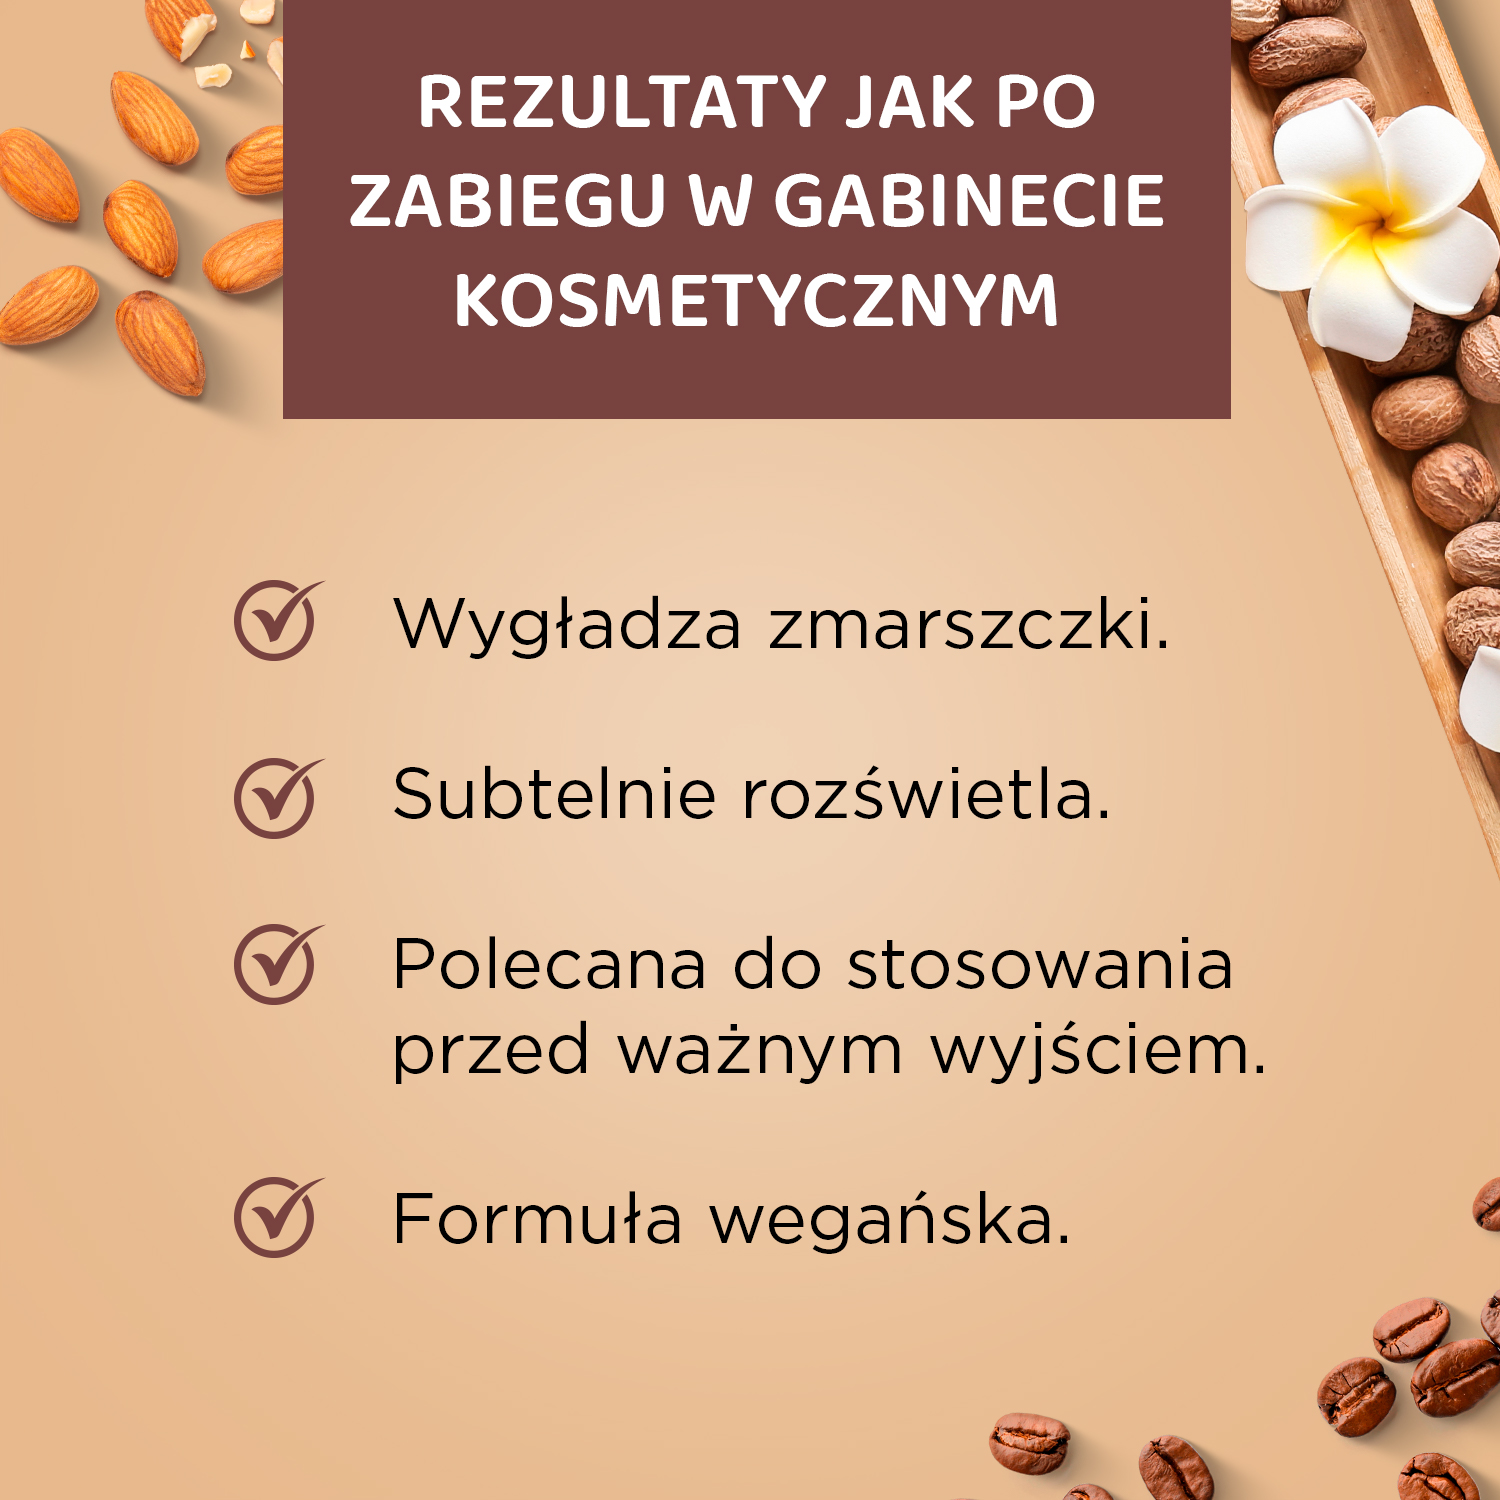 REZULTATY JAK PO
ZABIEGU W GABINECIE
KOSMETYCZNYM
Wygładza zmarszczki.
Subtelnie rozświetla.
Polecana do stosowania
przed ważnym wyjściem.
Formuła wegańska.